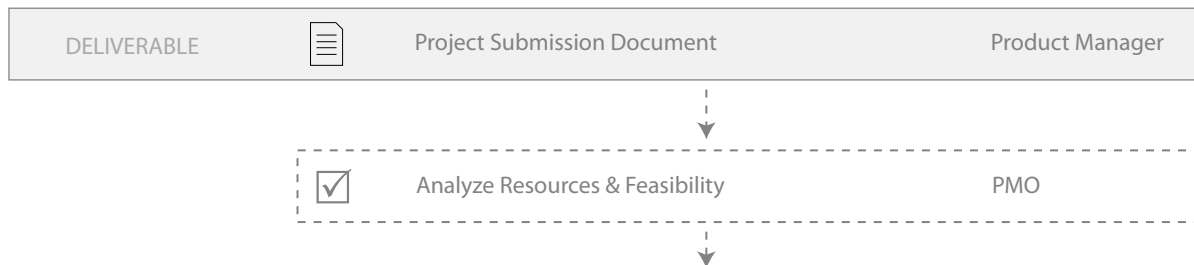 DELIVERABLE Project Submission Document Product Manager
Analyze Resources & Feasibility PMO